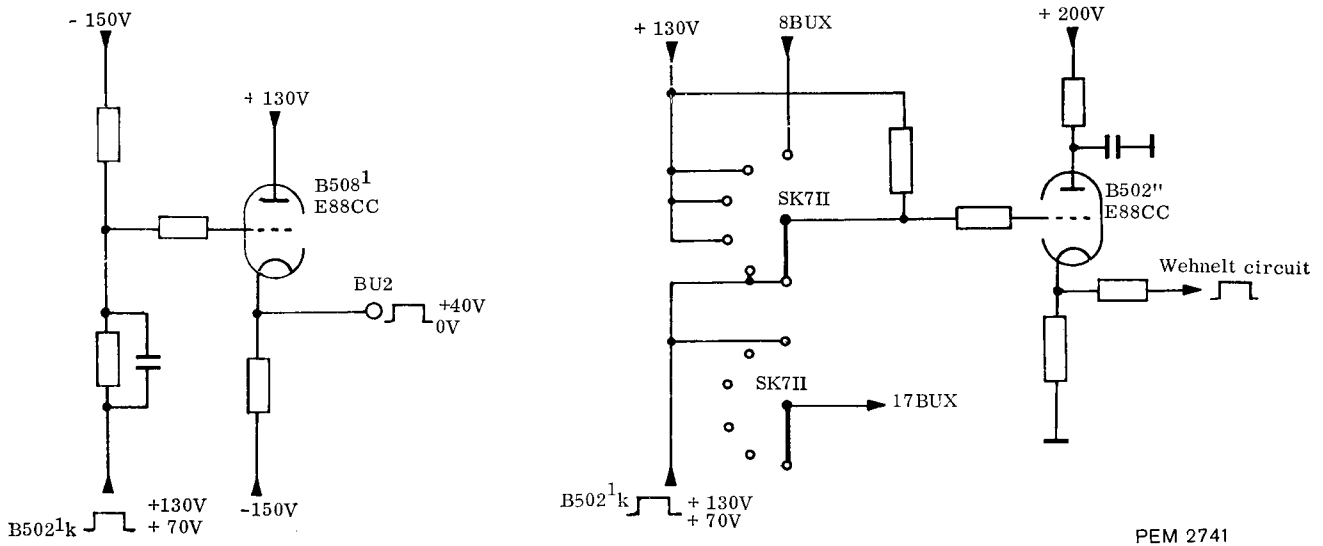 - 150V
+ 130V
B508¹
E88CC
BU2
+40V
0V
-150V
B502¹k
+130V
+ 70V
+ 130V
8BUX
+ 200V
SK7II
B502"
E88CC
Wehnelt circuit
SK7II
17BUX
B502¹k
+ 130V
+ 70V
PEM 2741